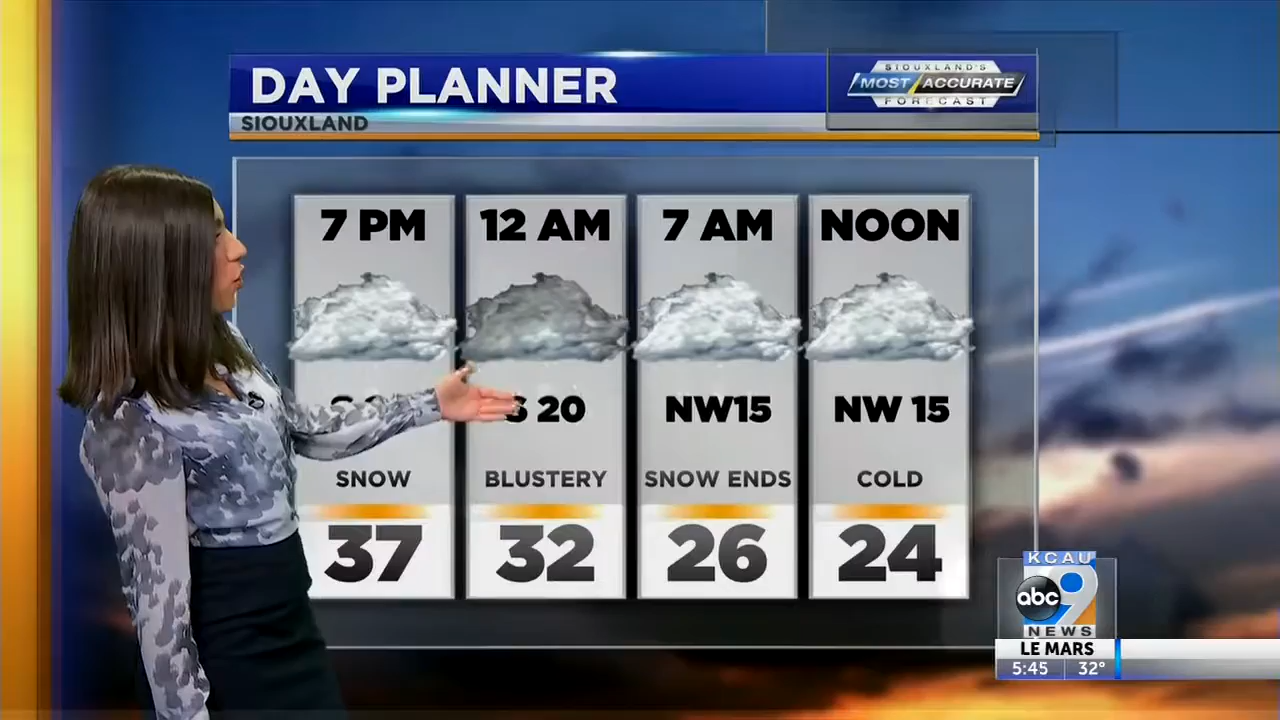 DAY PLANNER
SIOUXLAND'S
MOST ACCURATE
FORECAST
SIOUXLAND
7 PM
12 AM
7 AM
NOON
20
NW15
NW 15
SNOW
BLUSTERY
SNOW ENDS
COLD
37
32
26
24
KCAU
abc 9
NEWS
LE MARS
5:45
32°